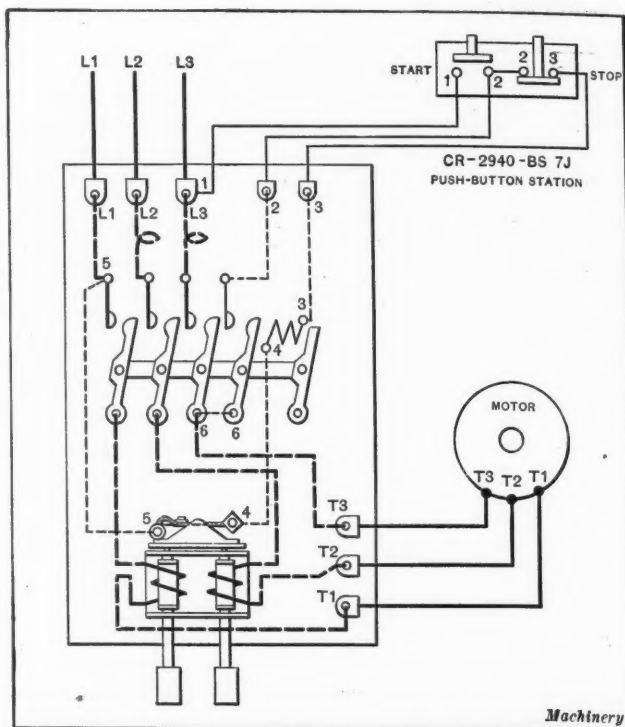 L1 L2 L3
START 1 2 2 3 STOP
CR-2940-BS 7J
PUSH-BUTTON STATION
1 2 3
L1 L2 L3
5
3
4
6 6
MOTOR
T3 T2 T1
5 4
T3
T2
T1
Machinery